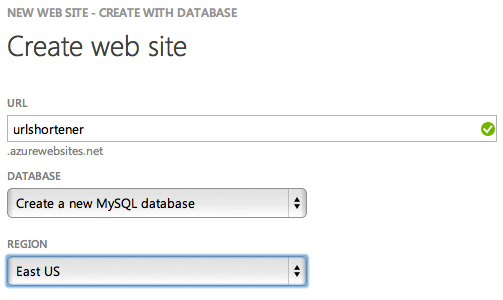 NEW WEB SITE - CREATE WITH DATABASE
Create web site
URL
urlshortener
.azurewebsites.net
DATABASE
Create a new MySQL database
REGION
East US